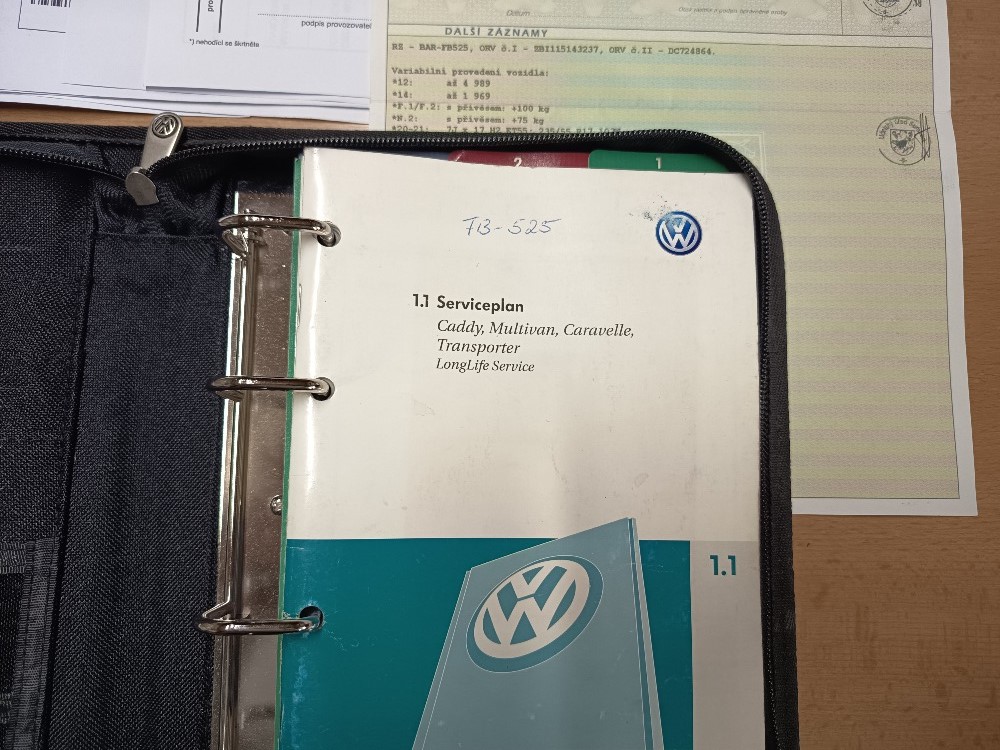 podpis provozovatel
*) nehodící se škrtněte
Datum
DALŠÍ ZÁZNAMY
RZ - BAR-FB525, ORV č.I - SBI115143237, ORV č.II - DC724864.
Variabilní provedení vozidla:
*12: až 4 989
*14: až 1 969
*F.1/F.2: s přívěsem: +100 kg
*N.2: s přívěsem: +75 kg
2
1
FB-525
1.1 Serviceplan
Caddy, Multivan, Caravelle,
Transporter
LongLife Service
1.1